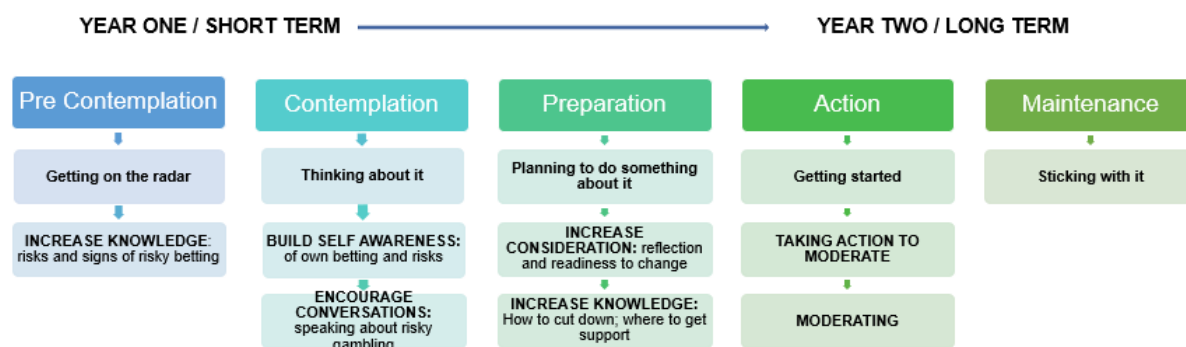 YEAR ONE / SHORT TERM
YEAR TWO / LONG TERM
Pre Contemplation
Getting on the radar
INCREASE KNOWLEDGE:
risks and signs of risky betting
Contemplation
Thinking about it
BUILD SELF AWARENESS:
of own betting and risks
ENCOURAGE
CONVERSATIONS:
speaking about risky
gambling
Preparation
Planning to do something
about it
INCREASE
CONSIDERATION: reflection
and readiness to change
INCREASE KNOWLEDGE:
How to cut down; where to get
support
Action
Getting started
TAKING ACTION TO
MODERATE
MODERATING
Maintenance
Sticking with it